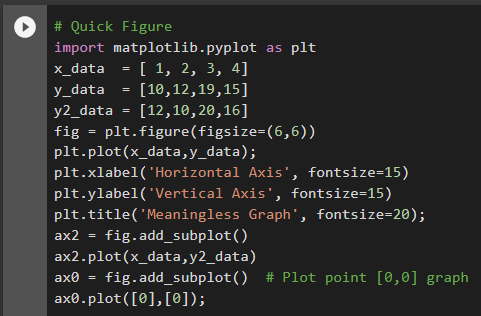 # Quick Figure
import matplotlib.pyplot as plt
x_data  = [ 1, 2, 3, 4]
y_data  = [10,12,19,15]
y2_data = [12,10,20,16]
fig = plt.figure(figsize=(6,6))
plt.plot(x_data,y_data);
plt.xlabel('Horizontal Axis', fontsize=15)
plt.ylabel('Vertical Axis', fontsize=15)
plt.title('Meaningless Graph', fontsize=20);
ax2 = fig.add_subplot()
ax2.plot(x_data,y2_data)
ax0 = fig.add_subplot()  # Plot point [0,0] graph
ax0.plot([0],[0]);